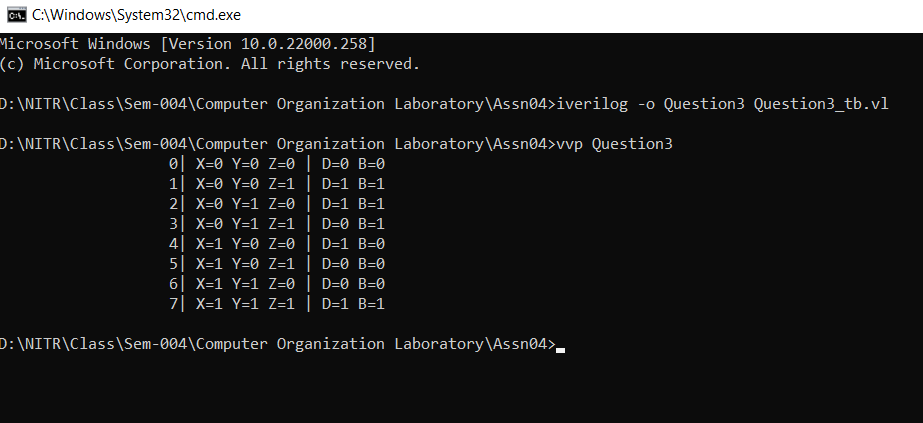 C:\Windows\System32\cmd.exe
Microsoft Windows [Version 10.0.22000.258]
(c) Microsoft Corporation. All rights reserved.
D:\NITR\Class\Sem-004\Computer Organization Laboratory\Assn04>iverilog -o Question3 Question3_tb.vl
D:\NITR\Class\Sem-004\Computer Organization Laboratory\Assn04>vvp Question3
0| X=0 Y=0 Z=0 | D=0 B=0
1| X=0 Y=0 Z=1 | D=1 B=1
2| X=0 Y=1 Z=0 | D=1 B=1
3| X=0 Y=1 Z=1 | D=0 B=1
4| X=1 Y=0 Z=0 | D=1 B=0
5| X=1 Y=0 Z=1 | D=0 B=0
6| X=1 Y=1 Z=0 | D=0 B=0
7| X=1 Y=1 Z=1 | D=1 B=1
D:\NITR\Class\Sem-004\Computer Organization Laboratory\Assn04>